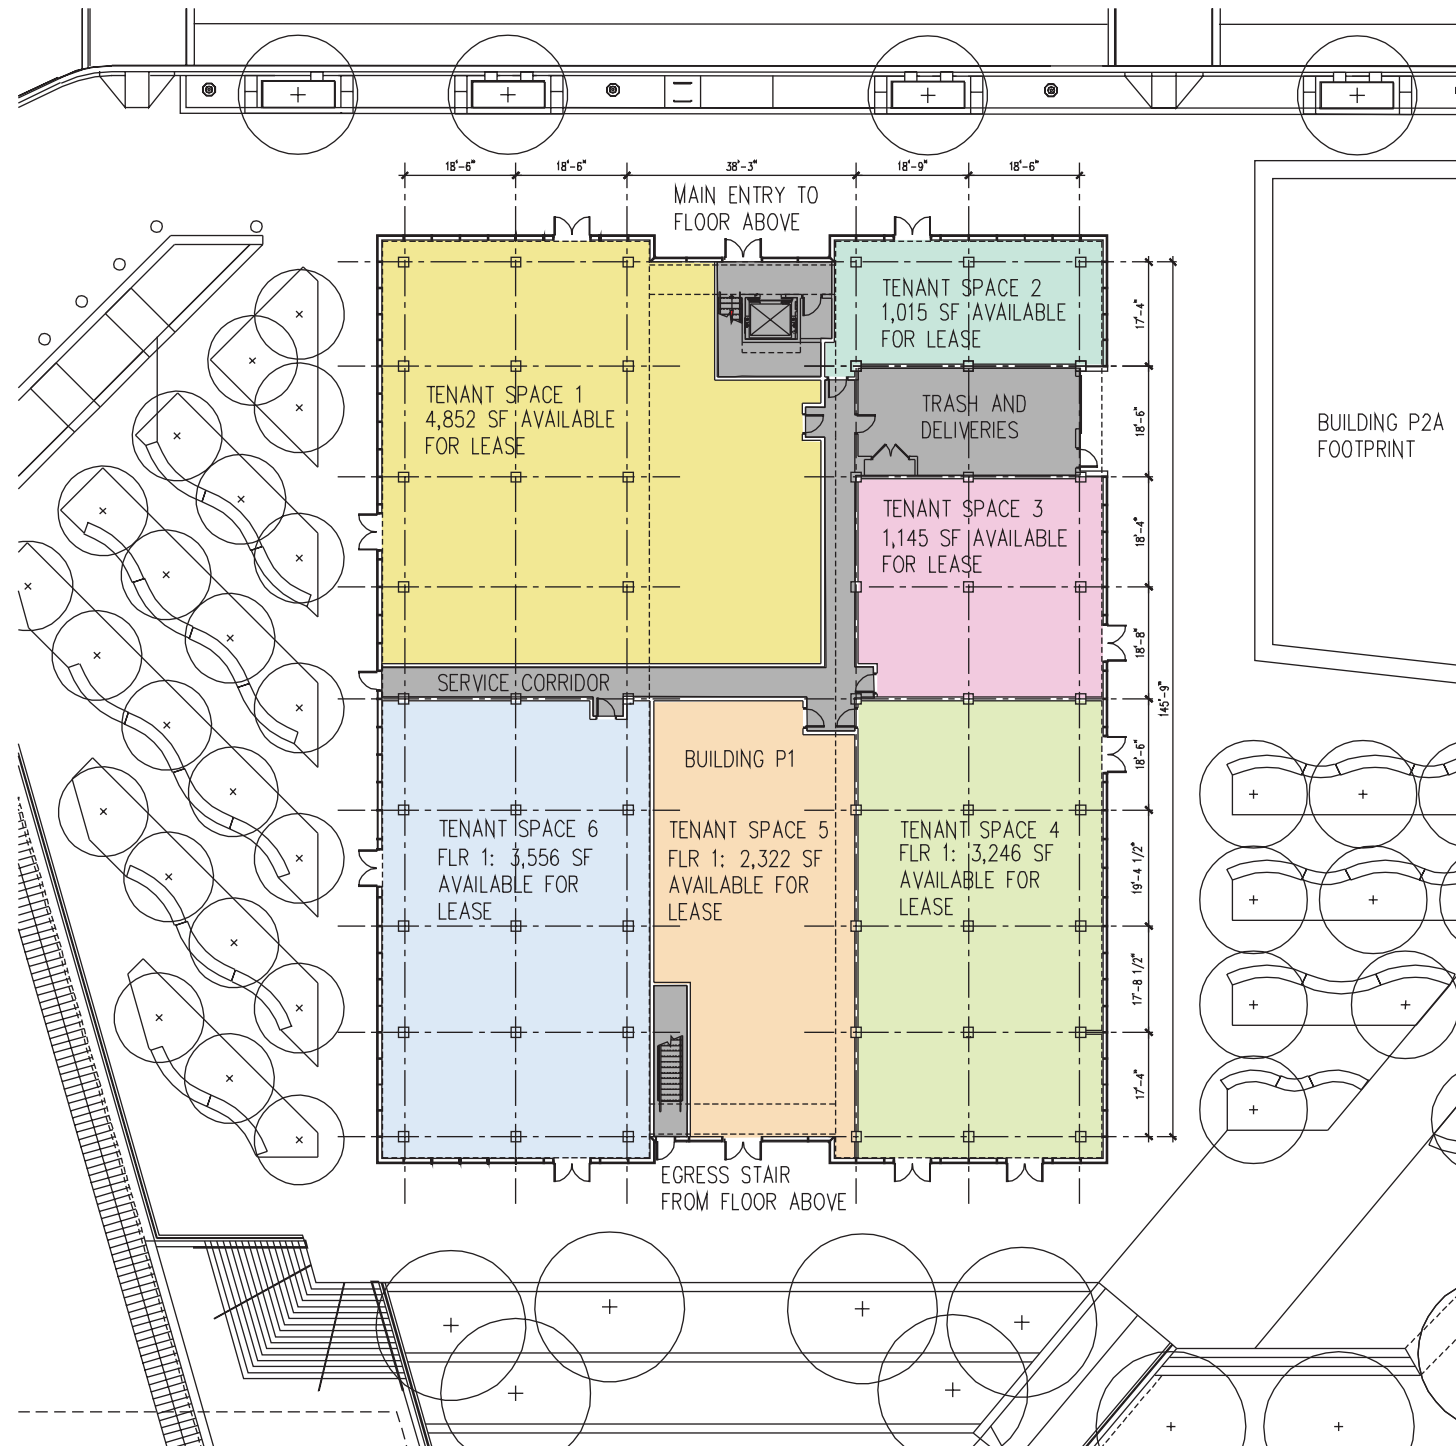 18'-6"
18'-6"
38'-3"
18'-9"
18'-6"
MAIN ENTRY TO
FLOOR ABOVE
TENANT SPACE 2
1,015 SF AVAILABLE
FOR LEASE
17'-4"
TENANT SPACE 1
4,852 SF AVAILABLE
FOR LEASE
TRASH AND
DELIVERIES
18'-6"
BUILDING P2A
FOOTPRINT
TENANT SPACE 3
1,145 SF AVAILABLE
FOR LEASE
18'-4"
18'-8"
SERVICE CORRIDOR
145'-9"
BUILDING P1
18'-6"
TENANT SPACE 6
FLR 1: 3,556 SF
AVAILABLE FOR
LEASE
TENANT SPACE 5
FLR 1: 2,322 SF
AVAILABLE FOR
LEASE
TENANT SPACE 4
FLR 1: 3,246 SF
AVAILABLE FOR
LEASE
19'-4 1/2"
17'-8 1/2"
17'-4"
EGRESS STAIR
FROM FLOOR ABOVE